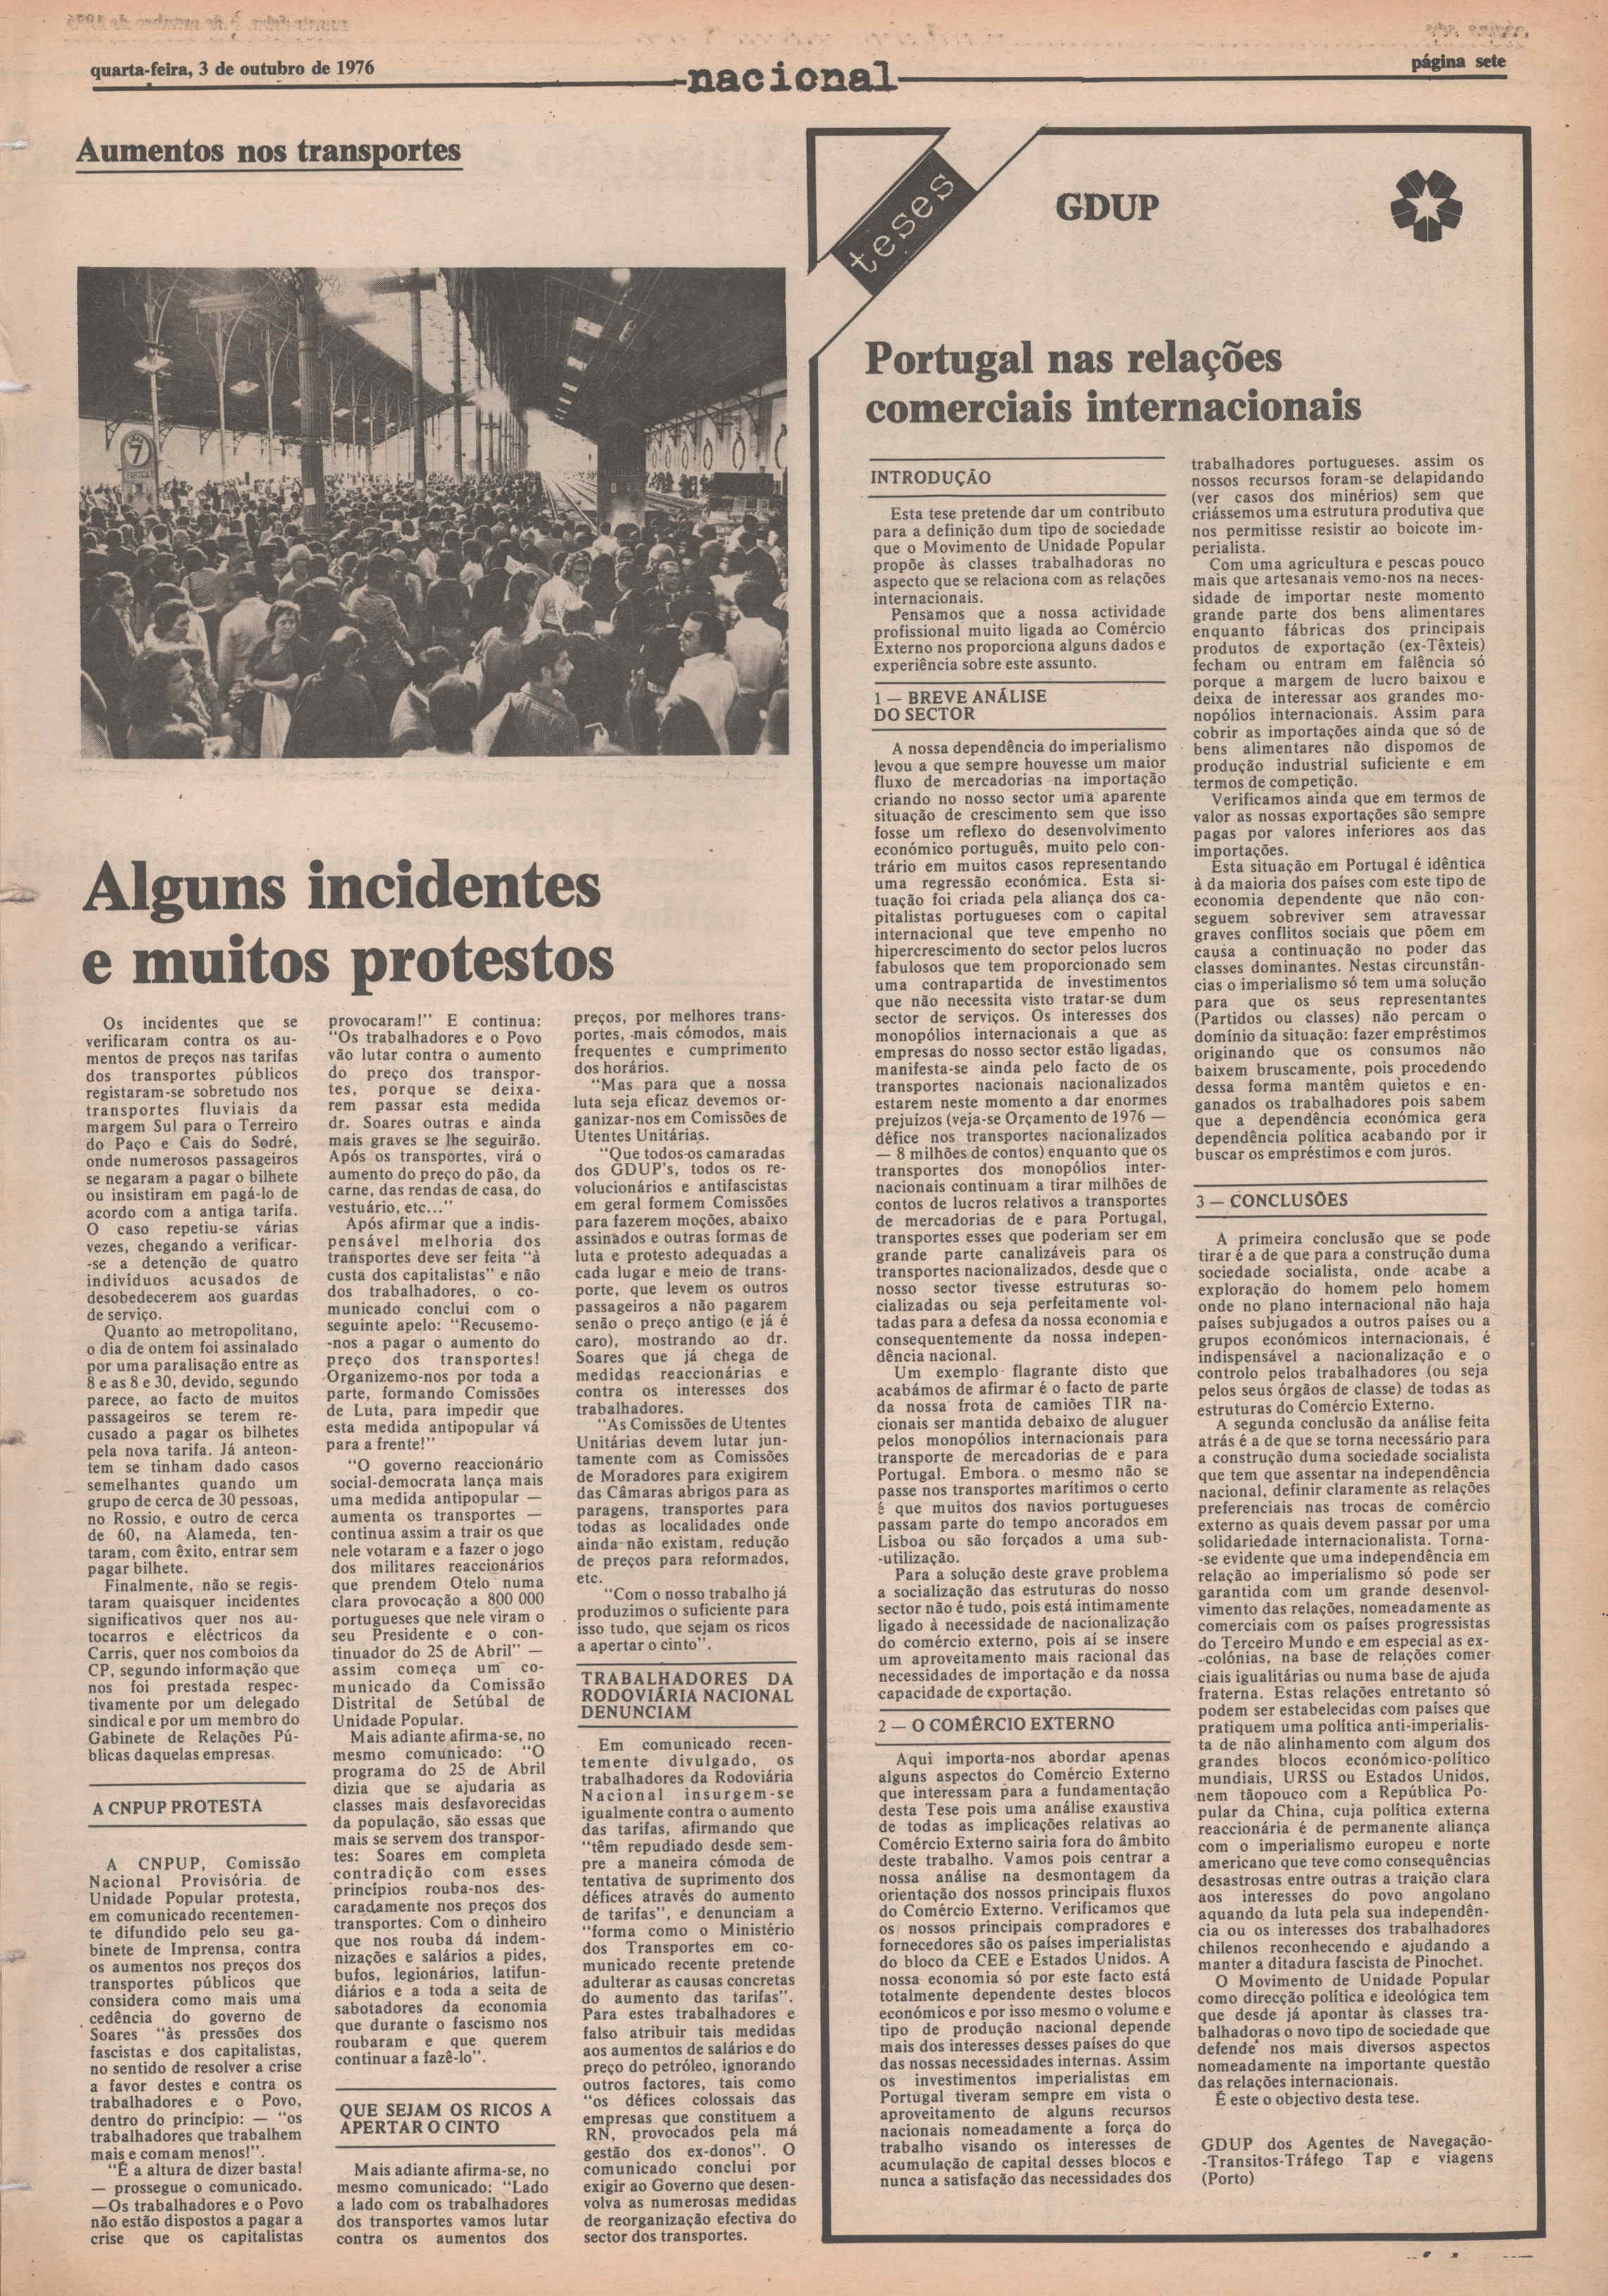 quarta-feira, 3 de outubro de 1976
nacional
página sete
Aumentos nos transportes
7
Alguns incidentes
e muitos protestos
Os incidentes que se
verificaram contra os au-
mentos de preços nas tarifas
dos transportes públicos
registaram-se sobretudo nos
transportes fluviais da
margem Sul para o Terreiro
do Paço e Cais do Sodré,
onde numerosos passageiros
se negaram a pagar o bilhete
ou insistiram em pagá-lo de
acordo com a antiga tarifa.
O caso repetiu-se várias
vezes, chegando a verificar-
-se a detenção de quatro
indivíduos acusados de
desobedecerem aos guardas
de serviço.
Quanto ao metropolitano,
o dia de ontem foi assinalado
por uma paralisação entre as
8 e as 8 e 30, devido, segundo
parece, ao facto de muitos
passageiros se terem re-
cusado a pagar os bilhetes
pela nova tarifa. Já anteon-
tem se tinham dado casos
semelhantes quando um
grupo de cerca de 30 pessoas,
no Rossio, e outro de cerca
de 60, na Alameda, ten-
taram, com êxito, entrar sem
pagar bilhete.
Finalmente, não se regis-
taram quaisquer incidentes
significativos quer nos au-
tocarros e eléctricos da
Carris, quer nos comboios da
CP, segundo informação que
nos foi prestada respec-
tivamente por um delegado
sindical e por um membro do
Gabinete de Relações Pú-
blicas daquelas empresas.
A CNPUP PROTESTA
A CNPUP, Comissão
Nacional Provisória de
Unidade Popular protesta,
em comunicado recentemen-
te difundido pelo seu ga-
binete de Imprensa, contra
os aumentos nos preços dos
transportes públicos que
considera como mais uma
cedência do governo de
Soares “às pressões dos
fascistas e dos capitalistas,
no sentido de resolver a crise
a favor destes e contra os
trabalhadores e o Povo,
dentro do princípio: — “os
trabalhadores que trabalhem
mais e comam menos!”.
“É a altura de dizer basta!
— prossegue o comunicado.
—Os trabalhadores e o Povo
não estão dispostos a pagar a
crise que os capitalistas
provocaram!” E continua:
“Os trabalhadores e o Povo
vão lutar contra o aumento
do preço dos transpor-
tes, porque se deixa-
rem passar esta medida
dr. Soares outras e ainda
mais graves se lhe seguirão.
Após os transportes, virá o
aumento do preço do pão, da
carne, das rendas de casa, do
vestuário, etc...”
Após afirmar que a indis-
pensável melhoria dos
transportes deve ser feita “à
custa dos capitalistas” e não
dos trabalhadores, o co-
municado conclui com o
seguinte apelo: “Recusemo-
-nos a pagar o aumento do
preço dos transportes!
Organizemo-nos por toda a
parte, formando Comissões
de Luta, para impedir que
esta medida antipopular vá
para a frente!”
“O governo reaccionário
social-democrata lança mais
uma medida antipopular —
aumenta os transportes —
continua assim a trair os que
nele votaram e a fazer o jogo
dos militares reaccionários
que prendem Otelo numa
clara provocação a 800 000
portugueses que nele viram o
seu Presidente e o con-
tinuador do 25 de Abril” —
assim começa um co-
municado da Comissão
Distrital de Setúbal de
Unidade Popular.
Mais adiante afirma-se, no
mesmo comunicado: “O
programa do 25 de Abril
dizia que se ajudaria as
classes mais desfavorecidas
da população, são essas que
mais se servem dos transpor-
tes: Soares em completa
contradição com esses
princípios rouba-nos des-
caradamente nos preços dos
transportes. Com o dinheiro
que nos rouba dá indem-
nizações e salários a pides,
bufos, legionários, latifun-
diários e a toda a seita de
sabotadores da economia
que durante o fascismo nos
roubaram e que querem
continuar a fazê-lo”.
QUE SEJAM OS RICOS A
APERTAR O CINTO
Mais adiante afirma-se, no
mesmo comunicado: “Lado
a lado com os trabalhadores
dos transportes vamos lutar
contra os aumentos dos
preços, por melhores trans-
portes, mais cómodos, mais
frequentes e cumprimento
dos horários.
“Mas para que a nossa
luta seja eficaz devemos or-
ganizar-nos em Comissões de
Utentes Unitárias.
“Que todos os camaradas
dos GDUP's, todos os re-
volucionários e antifascistas
em geral formem Comissões
para fazerem moções, abaixo
assinados e outras formas de
luta e protesto adequadas a
cada lugar e meio de trans-
porte, que levem os outros
passageiros a não pagarem
senão o preço antigo (e já é
caro), mostrando ao dr.
Soares que já chega de
medidas reaccionárias e
contra os interesses dos
trabalhadores.
“As Comissões de Utentes
Unitárias devem lutar jun-
tamente com as Comissões
de Moradores para exigirem
das Câmaras abrigos para as
paragens, transportes para
todas as localidades onde
ainda não existam, redução
de preços para reformados,
etc.
“Com o nosso trabalho já
produzimos o suficiente para
isso tudo, que sejam os ricos
a apertar o cinto”.
TRABALHADORES DA
RODOVIÁRIA NACIONAL
DENUNCIAM
Em comunicado recen-
temente divulgado, os
trabalhadores da Rodoviária
Nacional insurgem-se
igualmente contra o aumento
das tarifas, afirmando que
“têm repudiado desde sem-
pre a maneira cómoda de
tentativa de suprimento dos
défices através do aumento
de tarifas”, e denunciam a
“forma como o Ministério
dos Transportes em co-
municado recente pretende
adulterar as causas concretas
do aumento das tarifas”.
Para estes trabalhadores e
falso atribuir tais medidas
aos aumentos de salários e do
preço do petróleo, ignorando
outros factores, tais como
“os défices colossais das
empresas que constituem a
RN, provocados pela má
gestão dos ex-donos”. O
comunicado conclui por
exigir ao Governo que desen-
volva as numerosas medidas
de reorganização efectiva do
sector dos transportes.
teses
GDUP
Portugal nas relações
comerciais internacionais
INTRODUÇÃO
Esta tese pretende dar um contributo
para a definição dum tipo de sociedade
que o Movimento de Unidade Popular
propõe às classes trabalhadoras no
aspecto que se relaciona com as relações
internacionais.
Pensamos que a nossa actividade
profissional muito ligada ao Comércio
Externo nos proporciona alguns dados e
experiência sobre este assunto.
1 — BREVE ANÁLISE
DO SECTOR
A nossa dependência do imperialismo
levou a que sempre houvesse um maior
fluxo de mercadorias na importação
criando no nosso sector uma aparente
situação de crescimento sem que isso
fosse um reflexo do desenvolvimento
económico português, muito pelo con-
trário em muitos casos representando
uma regressão económica. Esta si-
tuação foi criada pela aliança dos ca-
pitalistas portugueses com o capital
internacional que teve empenho no
hipercrescimento do sector pelos lucros
fabulosos que tem proporcionado sem
uma contrapartida de investimentos
que não necessita visto tratar-se dum
sector de serviços. Os interesses dos
monopólios internacionais a que as
empresas do nosso sector estão ligadas,
manifesta-se ainda pelo facto de os
transportes nacionais nacionalizados
estarem neste momento a dar enormes
prejuízos (veja-se Orçamento de 1976 —
défice nos transportes nacionalizados
— 8 milhões de contos) enquanto que os
transportes dos monopólios inter-
nacionais continuam a tirar milhões de
contos de lucros relativos a transportes
de mercadorias de e para Portugal,
transportes esses que poderiam ser em
grande parte canalizáveis para os
transportes nacionalizados, desde que o
nosso sector tivesse estruturas so-
cializadas ou seja perfeitamente vol-
tadas para a defesa da nossa economia e
consequentemente da nossa indepen-
dência nacional.
Um exemplo flagrante disto que
acabámos de afirmar é o facto de parte
da nossa frota de camiões TIR na-
cionais ser mantida debaixo de aluguer
pelos monopólios internacionais para
transporte de mercadorias de e para
Portugal. Embora o mesmo não se
passe nos transportes marítimos o certo
é que muitos dos navios portugueses
passam parte do tempo ancorados em
Lisboa ou são forçados a uma sub-
-utilização.
Para a solução deste grave problema
a socialização das estruturas do nosso
sector não é tudo, pois está intimamente
ligado à necessidade de nacionalização
do comércio externo, pois aí se insere
um aproveitamento mais racional das
necessidades de importação e da nossa
capacidade de exportação.
2 — O COMÉRCIO EXTERNO
Aqui importa-nos abordar apenas
alguns aspectos do Comércio Externo
que interessam para a fundamentação
desta Tese pois uma análise exaustiva
de todas as implicações relativas ao
Comércio Externo sairia fora do âmbito
deste trabalho. Vamos pois centrar a
nossa análise na desmontagem da
orientação dos nossos principais fluxos
do Comércio Externo. Verificamos que
os nossos principais compradores e
fornecedores são os países imperialistas
do bloco da CEE e Estados Unidos. A
nossa economia só por este facto está
totalmente dependente destes blocos
económicos e por isso mesmo o volume e
tipo de produção nacional depende
mais dos interesses desses países do que
das nossas necessidades internas. Assim
os investimentos imperialistas em
Portugal tiveram sempre em vista o
aproveitamento de alguns recursos
nacionais nomeadamente a força do
trabalho visando os interesses de
acumulação de capital desses blocos e
nunca a satisfação das necessidades dos
trabalhadores portugueses. assim os
nossos recursos foram-se delapidando
(ver casos dos minérios) sem que
criássemos uma estrutura produtiva que
nos permitisse resistir ao boicote im-
perialista.
Com uma agricultura e pescas pouco
mais que artesanais vemo-nos na neces-
sidade de importar neste momento
grande parte dos bens alimentares
enquanto fábricas dos principais
produtos de exportação (ex-Têxteis)
fecham ou entram em falência só
porque a margem de lucro baixou e
deixa de interessar aos grandes mo-
nopólios internacionais. Assim para
cobrir as importações ainda que só de
bens alimentares não dispomos de
produção industrial suficiente e em
termos de competição.
Verificamos ainda que em termos de
valor as nossas exportações são sempre
pagas por valores inferiores aos das
importações.
Esta situação em Portugal é idêntica
à da maioria dos países com este tipo de
economia dependente que não con-
seguem sobreviver sem atravessar
graves conflitos sociais que põem em
causa a continuação no poder das
classes dominantes. Nestas circunstân-
cias o imperialismo só tem uma solução
para que os seus representantes
(Partidos ou classes) não percam o
domínio da situação: fazer empréstimos
originando que os consumos não
baixem bruscamente, pois procedendo
dessa forma mantêm quietos e en-
ganados os trabalhadores pois sabem
que a dependência económica gera
dependência política acabando por ir
buscar os empréstimos e com juros.
3 — CONCLUSÕES
A primeira conclusão que se pode
tirar é a de que para a construção duma
sociedade socialista, onde acabe a
exploração do homem pelo homem
onde no plano internacional não haja
países subjugados a outros países ou a
grupos económicos internacionais, é
indispensável a nacionalização e o
controlo pelos trabalhadores (ou seja
pelos seus órgãos de classe) de todas as
estruturas do Comércio Externo.
A segunda conclusão da análise feita
atrás é a de que se torna necessário para
a construção duma sociedade socialista
que tem que assentar na independência
nacional, definir claramente as relações
preferenciais nas trocas de comércio
externo as quais devem passar por uma
solidariedade internacionalista. Torna-
-se evidente que uma independência em
relação ao imperialismo só pode ser
garantida com um grande desenvol-
vimento das relações, nomeadamente as
comerciais com os países progressistas
do Terceiro Mundo e em especial as ex-
-colónias, na base de relações comer
ciais igualitárias ou numa base de ajuda
fraterna. Estas relações entretanto só
podem ser estabelecidas com países que
pratiquem uma política anti-imperialis-
ta de não alinhamento com algum dos
grandes blocos económico-político
mundiais, URSS ou Estados Unidos,
nem tãopouco com a República Po-
pular da China, cuja política externa
reaccionária é de permanente aliança
com o imperialismo europeu e norte
americano que teve como consequências
desastrosas entre outras a traição clara
aos interesses do povo angolano
aquando da luta pela sua independên-
cia ou os interesses dos trabalhadores
chilenos reconhecendo e ajudando a
manter a ditadura fascista de Pinochet.
O Movimento de Unidade Popular
como direcção política e ideológica tem
que desde já apontar às classes tra-
balhadoras o novo tipo de sociedade que
defende nos mais diversos aspectos
nomeadamente na importante questão
das relações internacionais.
É este o objectivo desta tese.
GDUP dos Agentes de Navegação-
-Transitos-Tráfego Tap e viagens
(Porto)